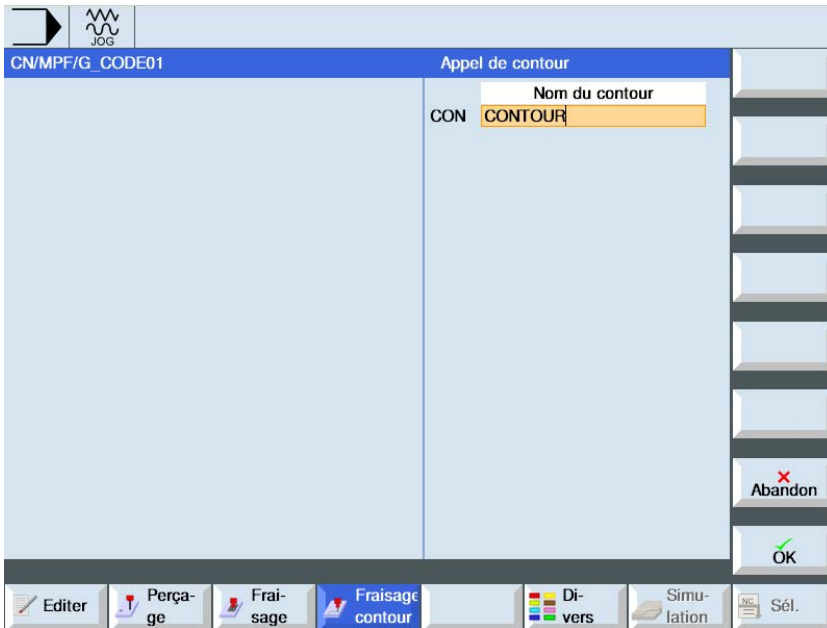 JOG
CN/MPF/G_CODE01
Appel de contour
Nom du contour
CON CONTOUR
Abandon
OK
Editer
Perça-
ge
Frai-
sage
Fraisage
contour
Di-
vers
Simu-
lation
NC
Sél.